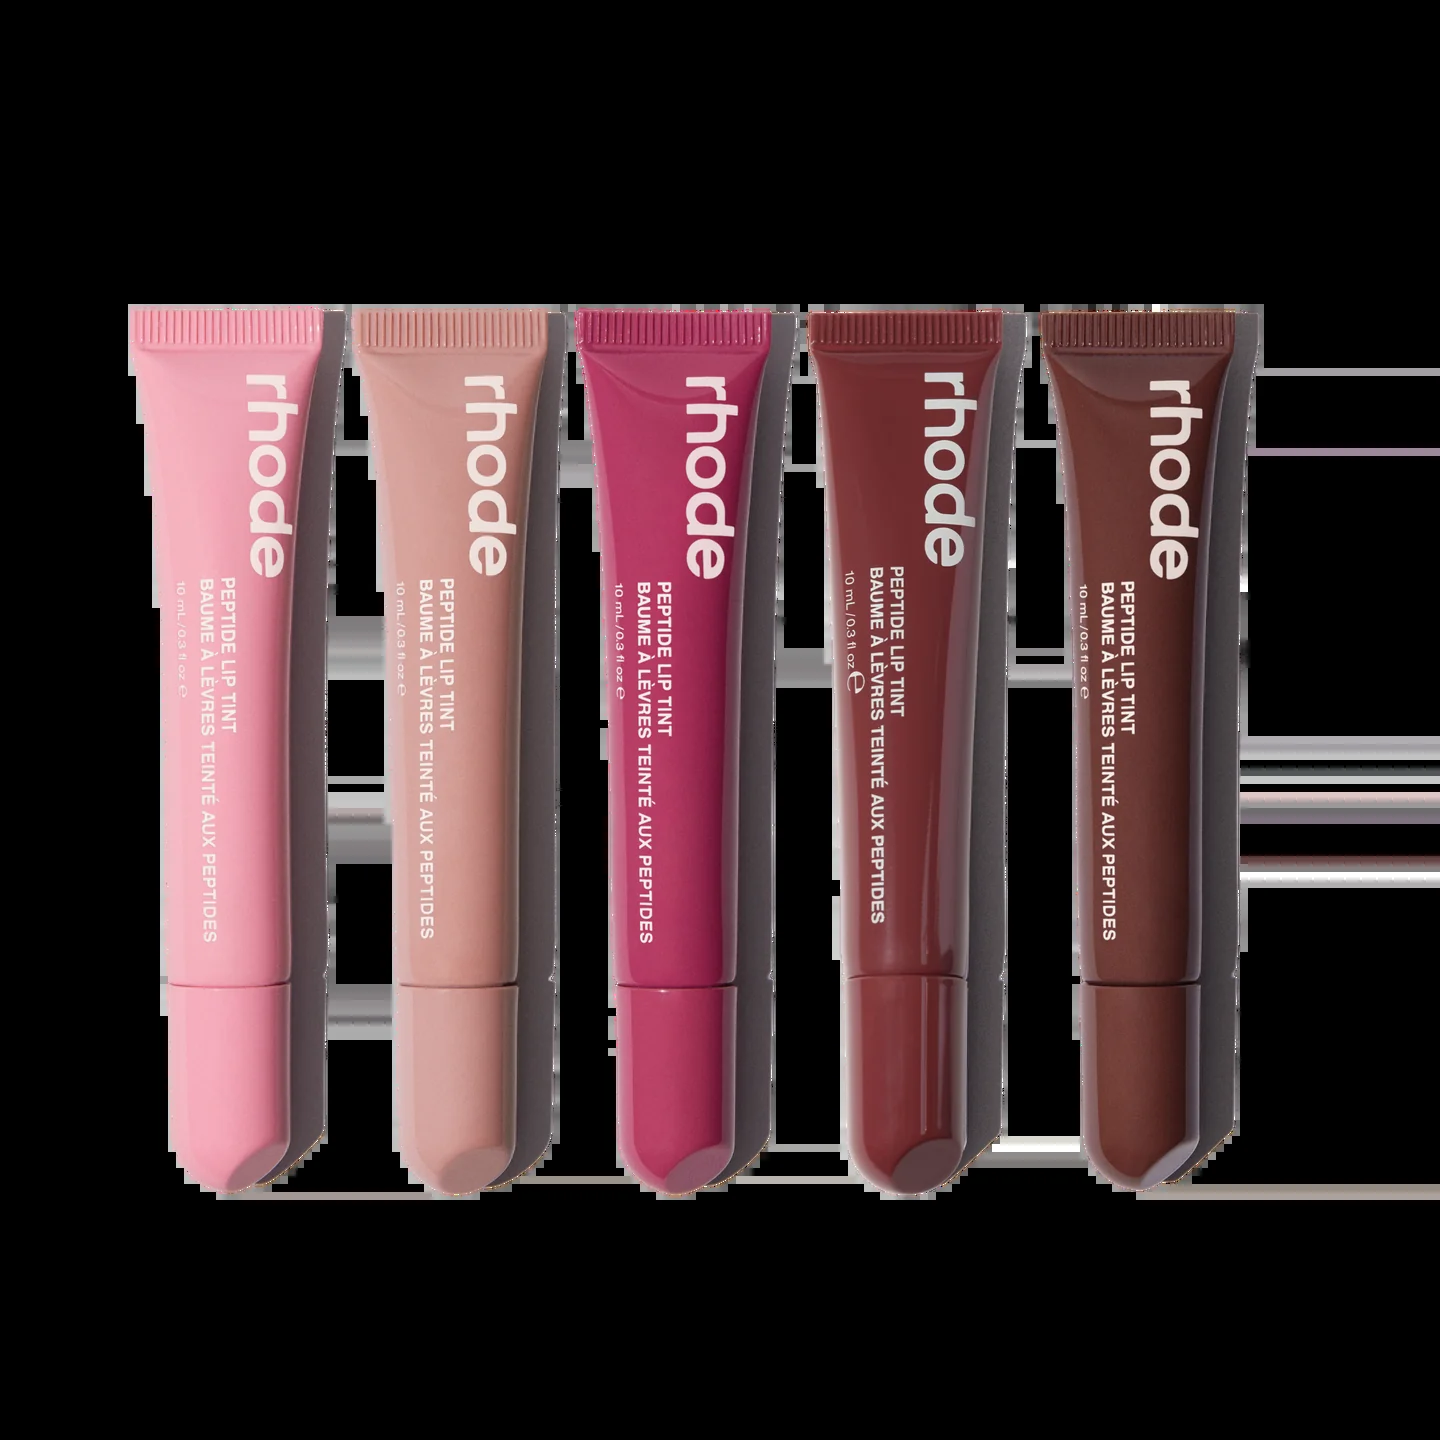 rhode
PEPTIDE LIP TINT
BAUME À LÈVRES TEINTÉ AUX PEPTIDES
10 mL / 0.3 fl oz ℮
rhode
PEPTIDE LIP TINT
BAUME À LÈVRES TEINTÉ AUX PEPTIDES
10 mL / 0.3 fl oz ℮
rhode
PEPTIDE LIP TINT
BAUME À LÈVRES TEINTÉ AUX PEPTIDES
10 mL / 0.3 fl oz ℮
rhode
PEPTIDE LIP TINT
BAUME À LÈVRES TEINTÉ AUX PEPTIDES
10 mL / 0.3 fl oz ℮
rhode
PEPTIDE LIP TINT
BAUME À LÈVRES TEINTÉ AUX PEPTIDES
10 mL / 0.3 fl oz ℮